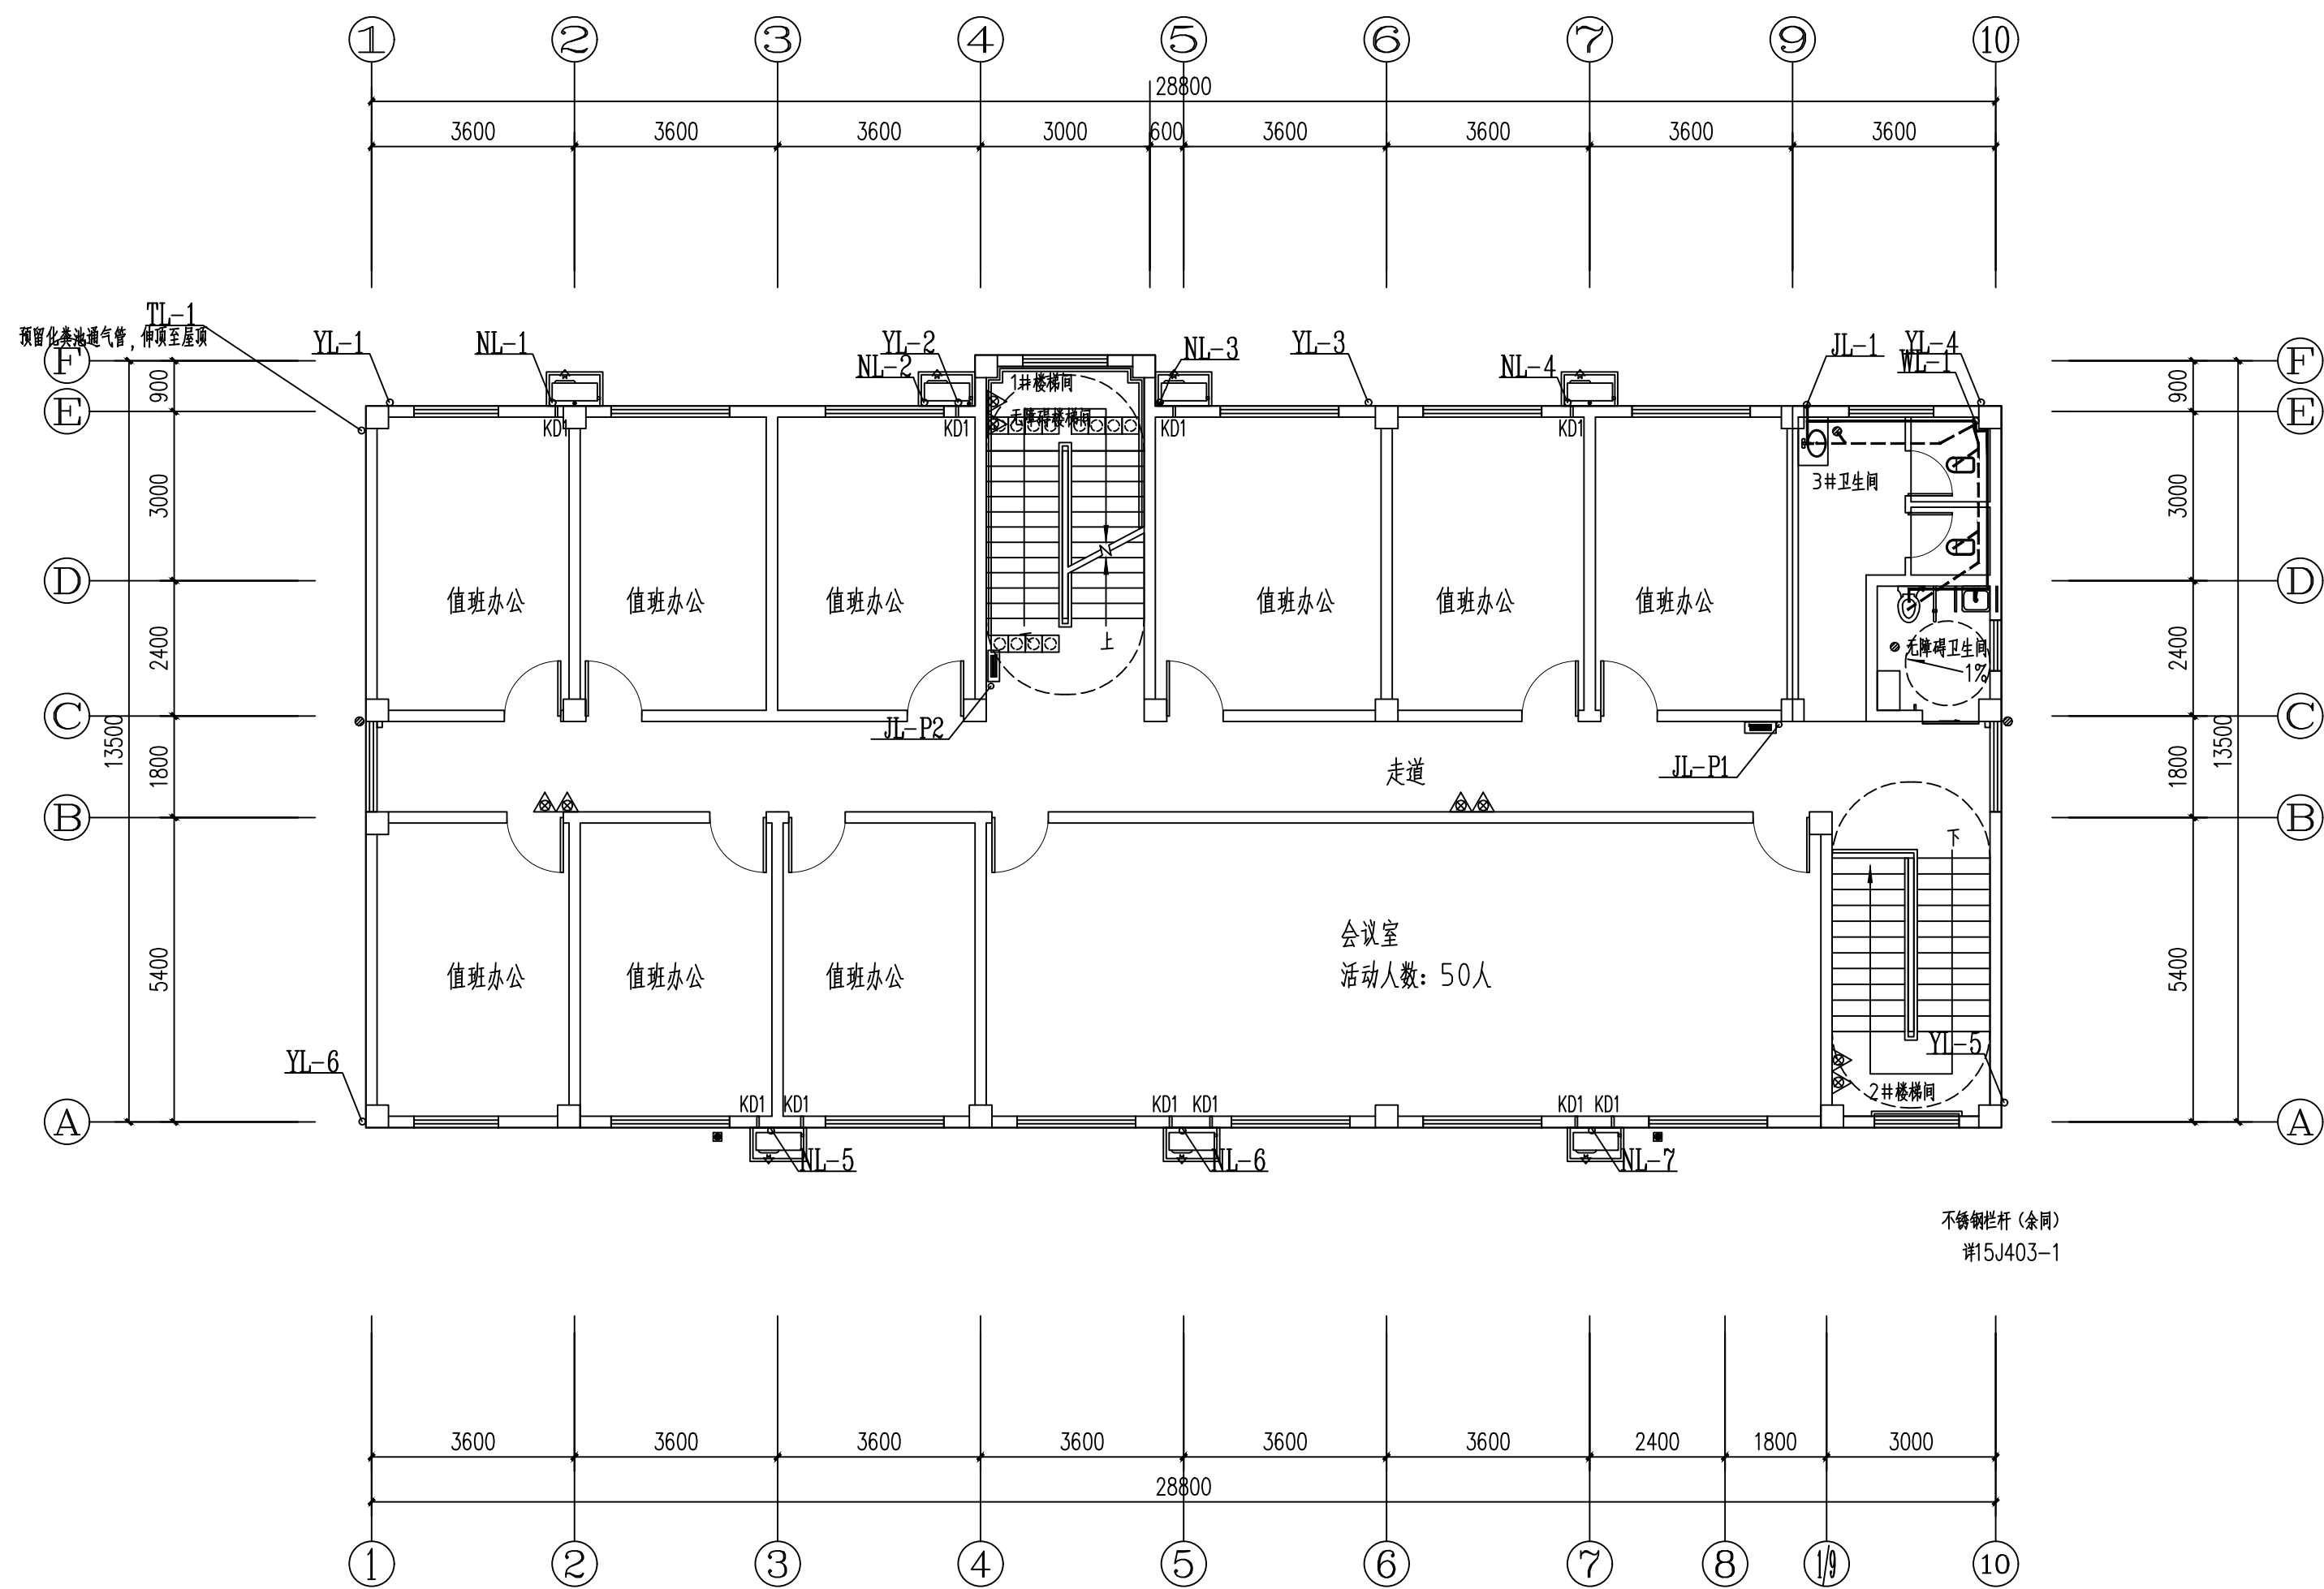 1 2 3 4 5 6 7 9 10
28800
3600 3600 3600 3000 600 3600 3600 3600 3600
TL-1
预留化粪池通气管，伸顶至屋顶
YL-1 NL-1 YL-2 NL-3 YL-3 JL-1 YL-4
NL-2 NL-4 WL-1
F F
900 900
E E
1#楼梯间
无障碍楼梯间
KD1 KD1 KD1 KD1
3#卫生间
3000 3000
D D
值班办公 值班办公 值班办公 值班办公 值班办公 值班办公
下 上
2400 无障碍卫生间 2400
1%
C C
JL-P2
13500 1800 走道 JL-P1 1800 13500
B B
下
会议室
5400 值班办公 值班办公 值班办公 活动人数：50人 5400
YL-6 YL-5
2#楼梯间
KD1 KD1 KD1 KD1 KD1 KD1
A A
NL-5 NL-6 NL-7
不锈钢栏杆（余同）
详15J403-1
3600 3600 3600 3600 3600 3600 2400 1800 3000
28800
1 2 3 4 5 6 7 8 1/9 10